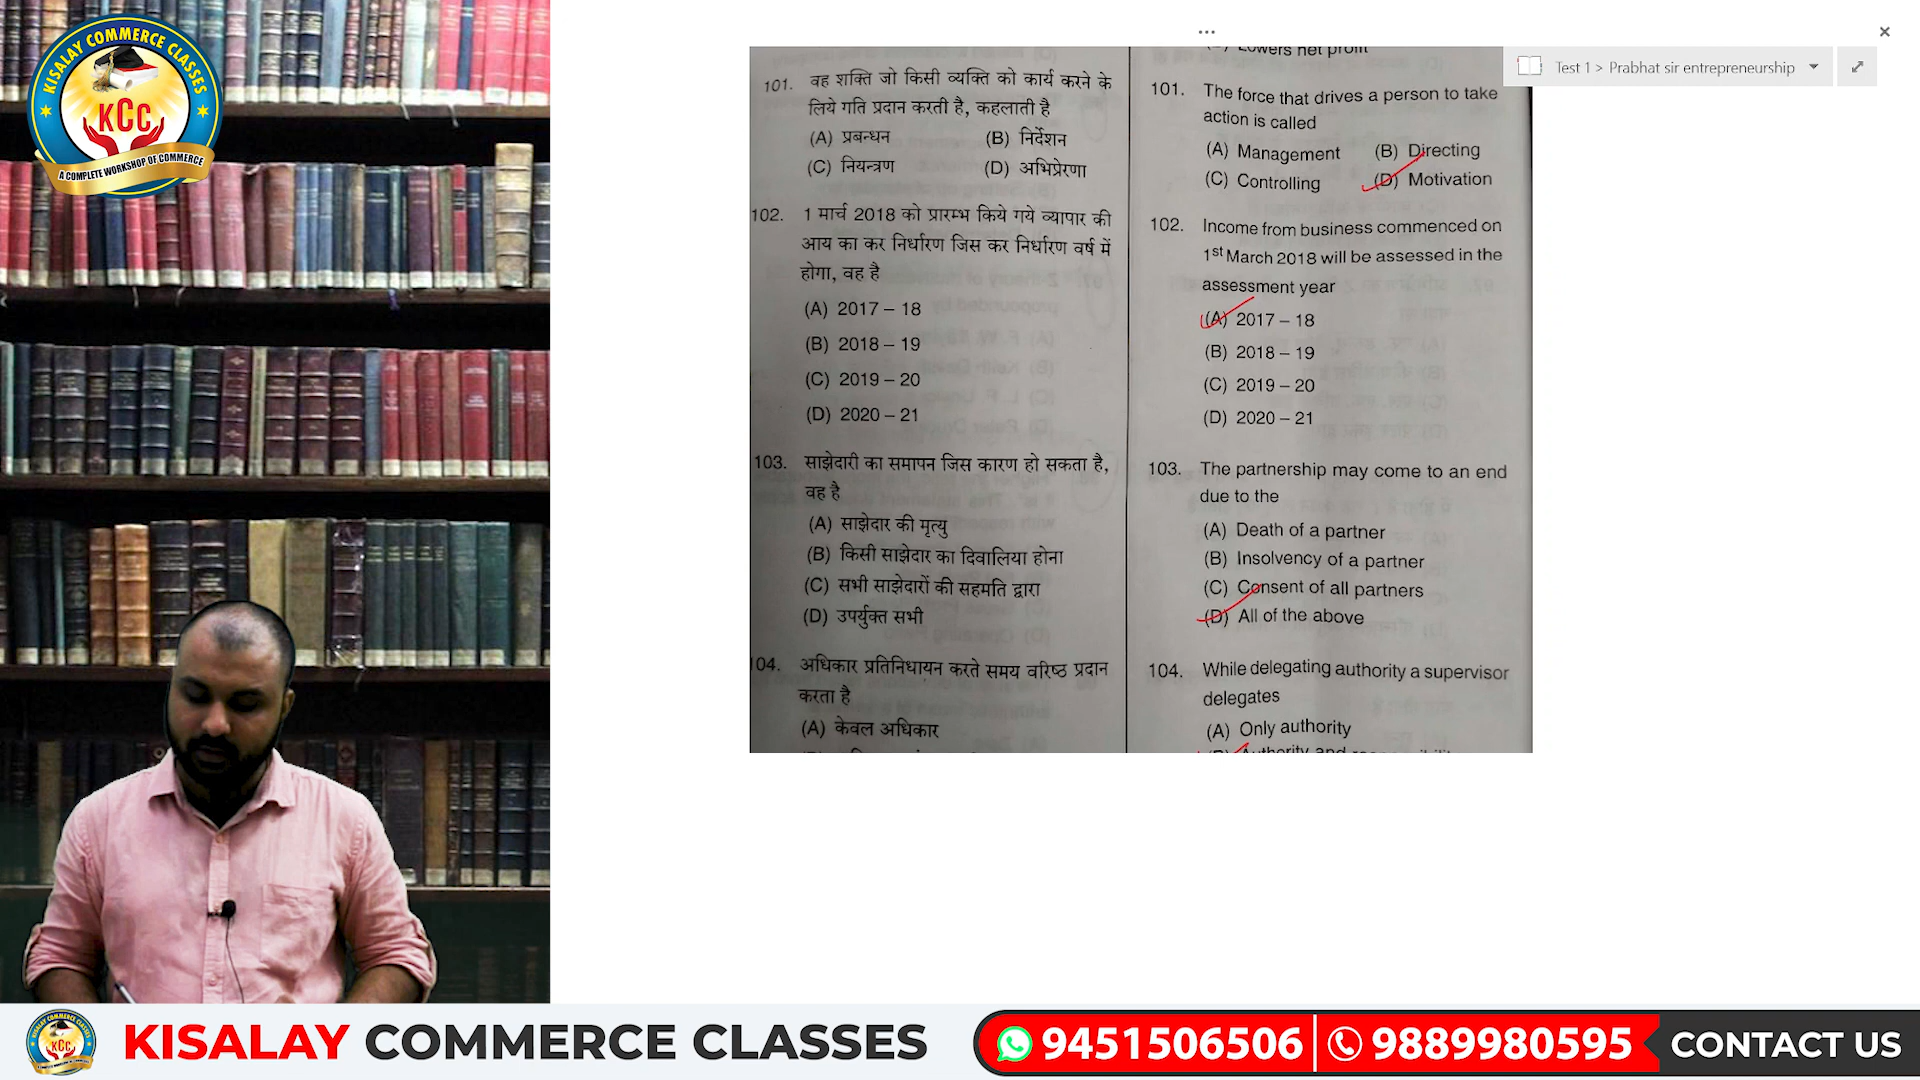 KISALAY COMMERCE CLASSES
KCC
A COMPLETE WORKSHOP OF COMMERCE
Test 1 > Prabhat sir entrepreneurship
101. वह शक्ति जो किसी व्यक्ति को कार्य करने के
लिये गति प्रदान करती है, कहलाती है
(A) प्रबन्धन (B) निर्देशन
(C) नियन्त्रण (D) अभिप्रेरणा
102. 1 मार्च 2018 को प्रारम्भ किये गये व्यापार की
आय का कर निर्धारण जिस कर निर्धारण वर्ष में
होगा, वह है
(A) 2017 – 18
(B) 2018 – 19
(C) 2019 – 20
(D) 2020 – 21
103. साझेदारी का समापन जिस कारण हो सकता है,
वह है
(A) साझेदार की मृत्यु
(B) किसी साझेदार का दिवालिया होना
(C) सभी साझेदारों की सहमति द्वारा
(D) उपर्युक्त सभी
104. अधिकार प्रतिनिधायन करते समय वरिष्ठ प्रदान
करता है
(A) केवल अधिकार
Lowers net profit
101. The force that drives a person to take
action is called
(A) Management (B) Directing
(C) Controlling (D) Motivation
102. Income from business commenced on
1st March 2018 will be assessed in the
assessment year
(A) 2017 – 18
(B) 2018 – 19
(C) 2019 – 20
(D) 2020 – 21
103. The partnership may come to an end
due to the
(A) Death of a partner
(B) Insolvency of a partner
(C) Consent of all partners
(D) All of the above
104. While delegating authority a supervisor
delegates
(A) Only authority
Authority and
KISALAY COMMERCE CLASSES
9451506506
9889980595
CONTACT US